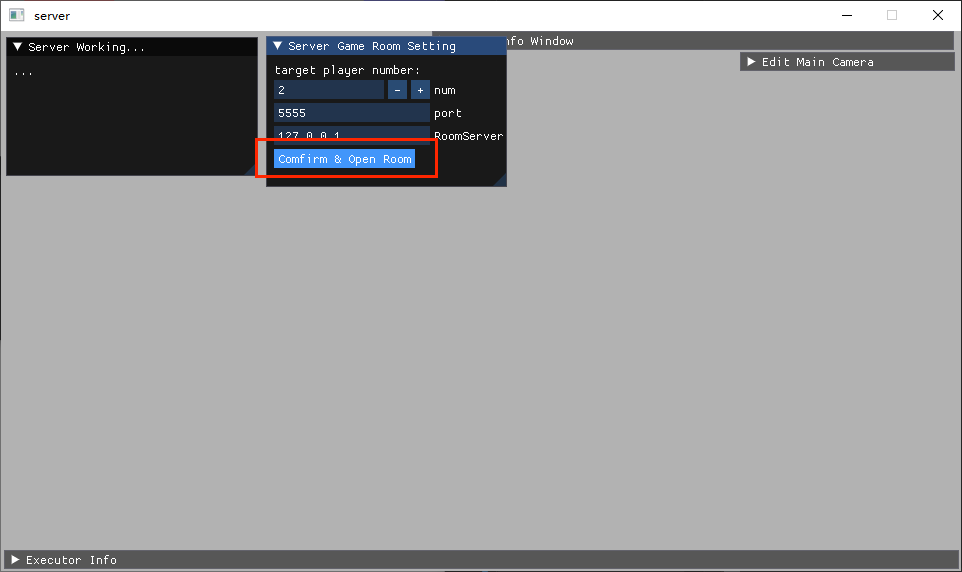 server
Server Working...
...
Server Game Room Setting
target player number:
2 - + num
5555 port
127.0.0.1 RoomServer
Comfirm & Open Room
Window
Edit Main Camera
Executor Info